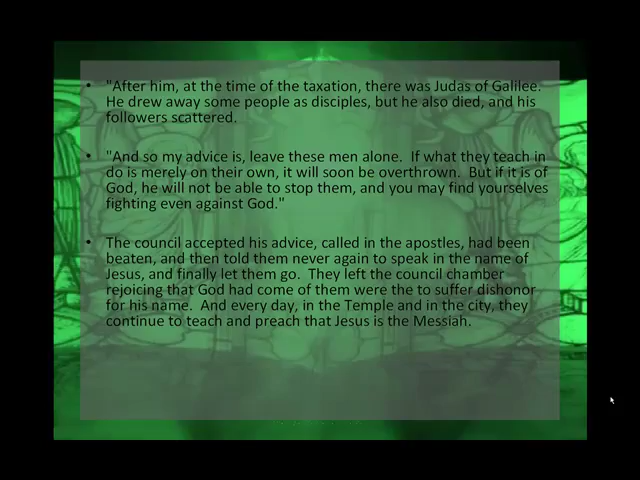 • "After him, at the time of the taxation, there was Judas of Galilee.
He drew away some people as disciples, but he also died, and his
followers scattered.
• "And so my advice is, leave these men alone.  If what they teach in
do is merely on their own, it will soon be overthrown.  But if it is of
God, he will not be able to stop them, and you may find yourselves
fighting even against God."
• The council accepted his advice, called in the apostles, had been
beaten, and then told them never again to speak in the name of
Jesus, and finally let them go.  They left the council chamber
rejoicing that God had come of them were the to suffer dishonor
for his name.  And every day, in the Temple and in the city, they
continue to teach and preach that Jesus is the Messiah.